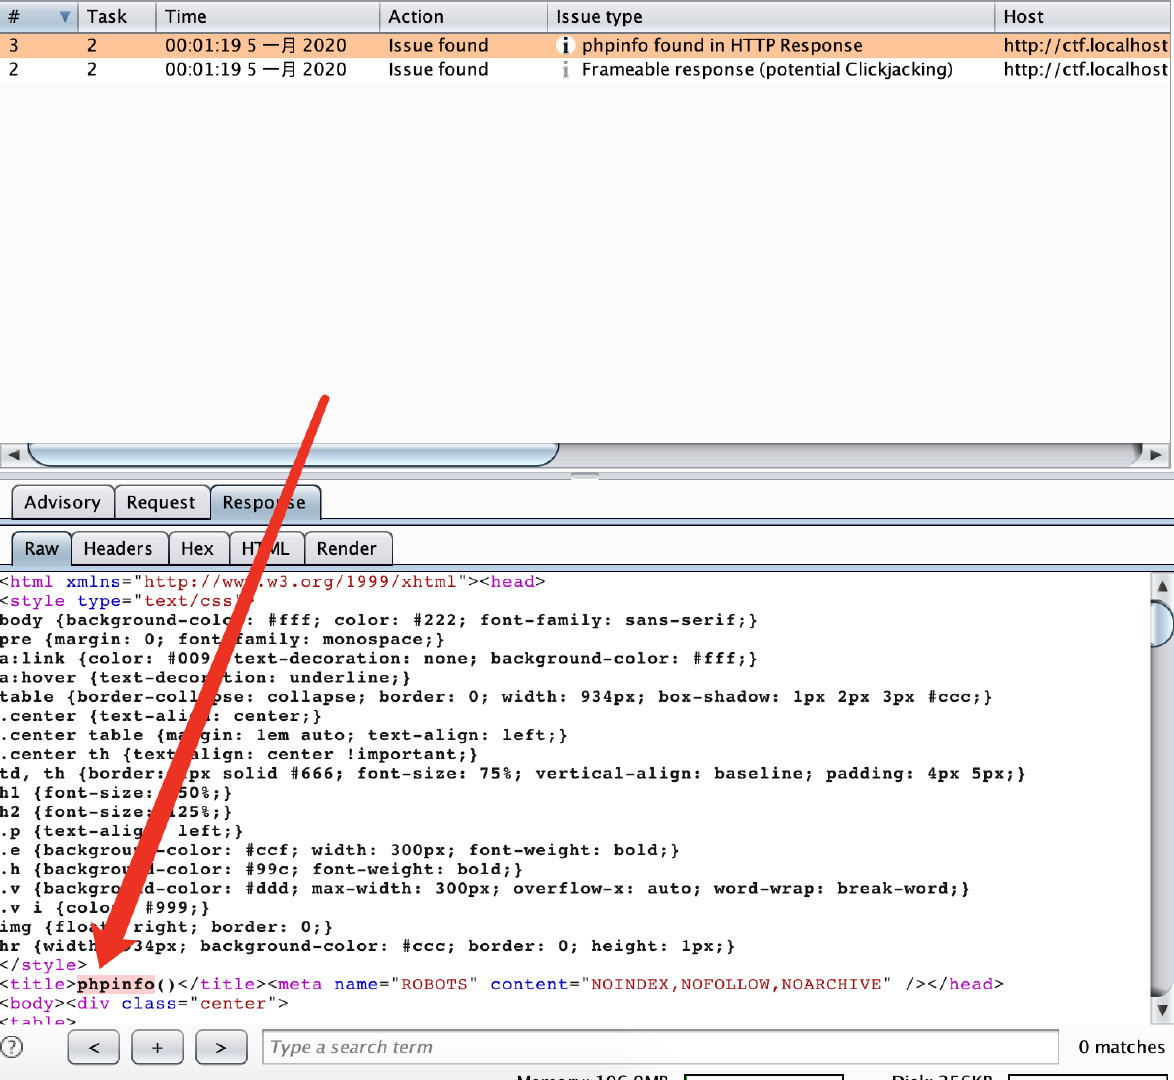 # Task Time Action Issue type Host
3 2 00:01:19 5 一月 2020 Issue found i phpinfo found in HTTP Response http://ctf.localhost
2 2 00:01:19 5 一月 2020 Issue found i Frameable response (potential Clickjacking) http://ctf.localhost
Advisory Request Response
Raw Headers Hex HTML Render
<html xmlns="http://www.w3.org/1999/xhtml"><head>
<style type="text/css">
body {background-color: #fff; color: #222; font-family: sans-serif;}
pre {margin: 0; font-family: monospace;}
a:link {color: #009; text-decoration: none; background-color: #fff;}
a:hover {text-decoration: underline;}
table {border-collapse: collapse; border: 0; width: 934px; box-shadow: 1px 2px 3px #ccc;}
.center {text-align: center;}
.center table {margin: 1em auto; text-align: left;}
.center th {text-align: center !important;}
td, th {border: 1px solid #666; font-size: 75%; vertical-align: baseline; padding: 4px 5px;}
h1 {font-size: 150%;}
h2 {font-size: 125%;}
.p {text-align: left;}
.e {background-color: #ccf; width: 300px; font-weight: bold;}
.h {background-color: #99c; font-weight: bold;}
.v {background-color: #ddd; max-width: 300px; overflow-x: auto; word-wrap: break-word;}
.v i {color: #999;}
img {float: right; border: 0;}
hr {width: 934px; background-color: #ccc; border: 0; height: 1px;}
</style>
<title>phpinfo()</title><meta name="ROBOTS" content="NOINDEX,NOFOLLOW,NOARCHIVE" /></head>
<body><div class="center">
<table>
? < + > Type a search term 0 matches